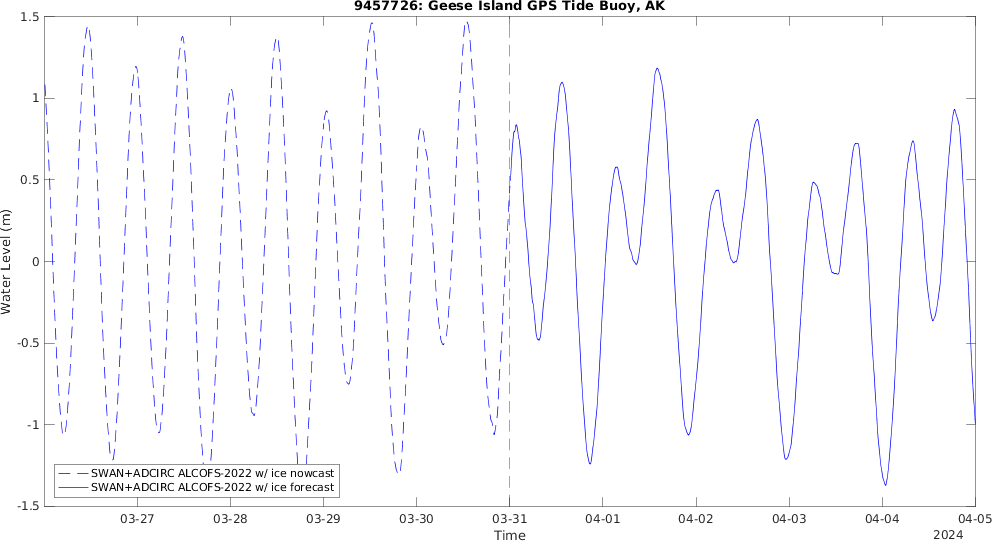 9457726: Geese Island GPS Tide Buoy, AK
1.5
1
0.5
0
-0.5
-1
-1.5
Water Level (m)
SWAN+ADCIRC ALCOFS-2022 w/ ice nowcast
SWAN+ADCIRC ALCOFS-2022 w/ ice forecast
03-27 03-28 03-29 03-30 03-31 04-01 04-02 04-03 04-04 04-05
Time
2024